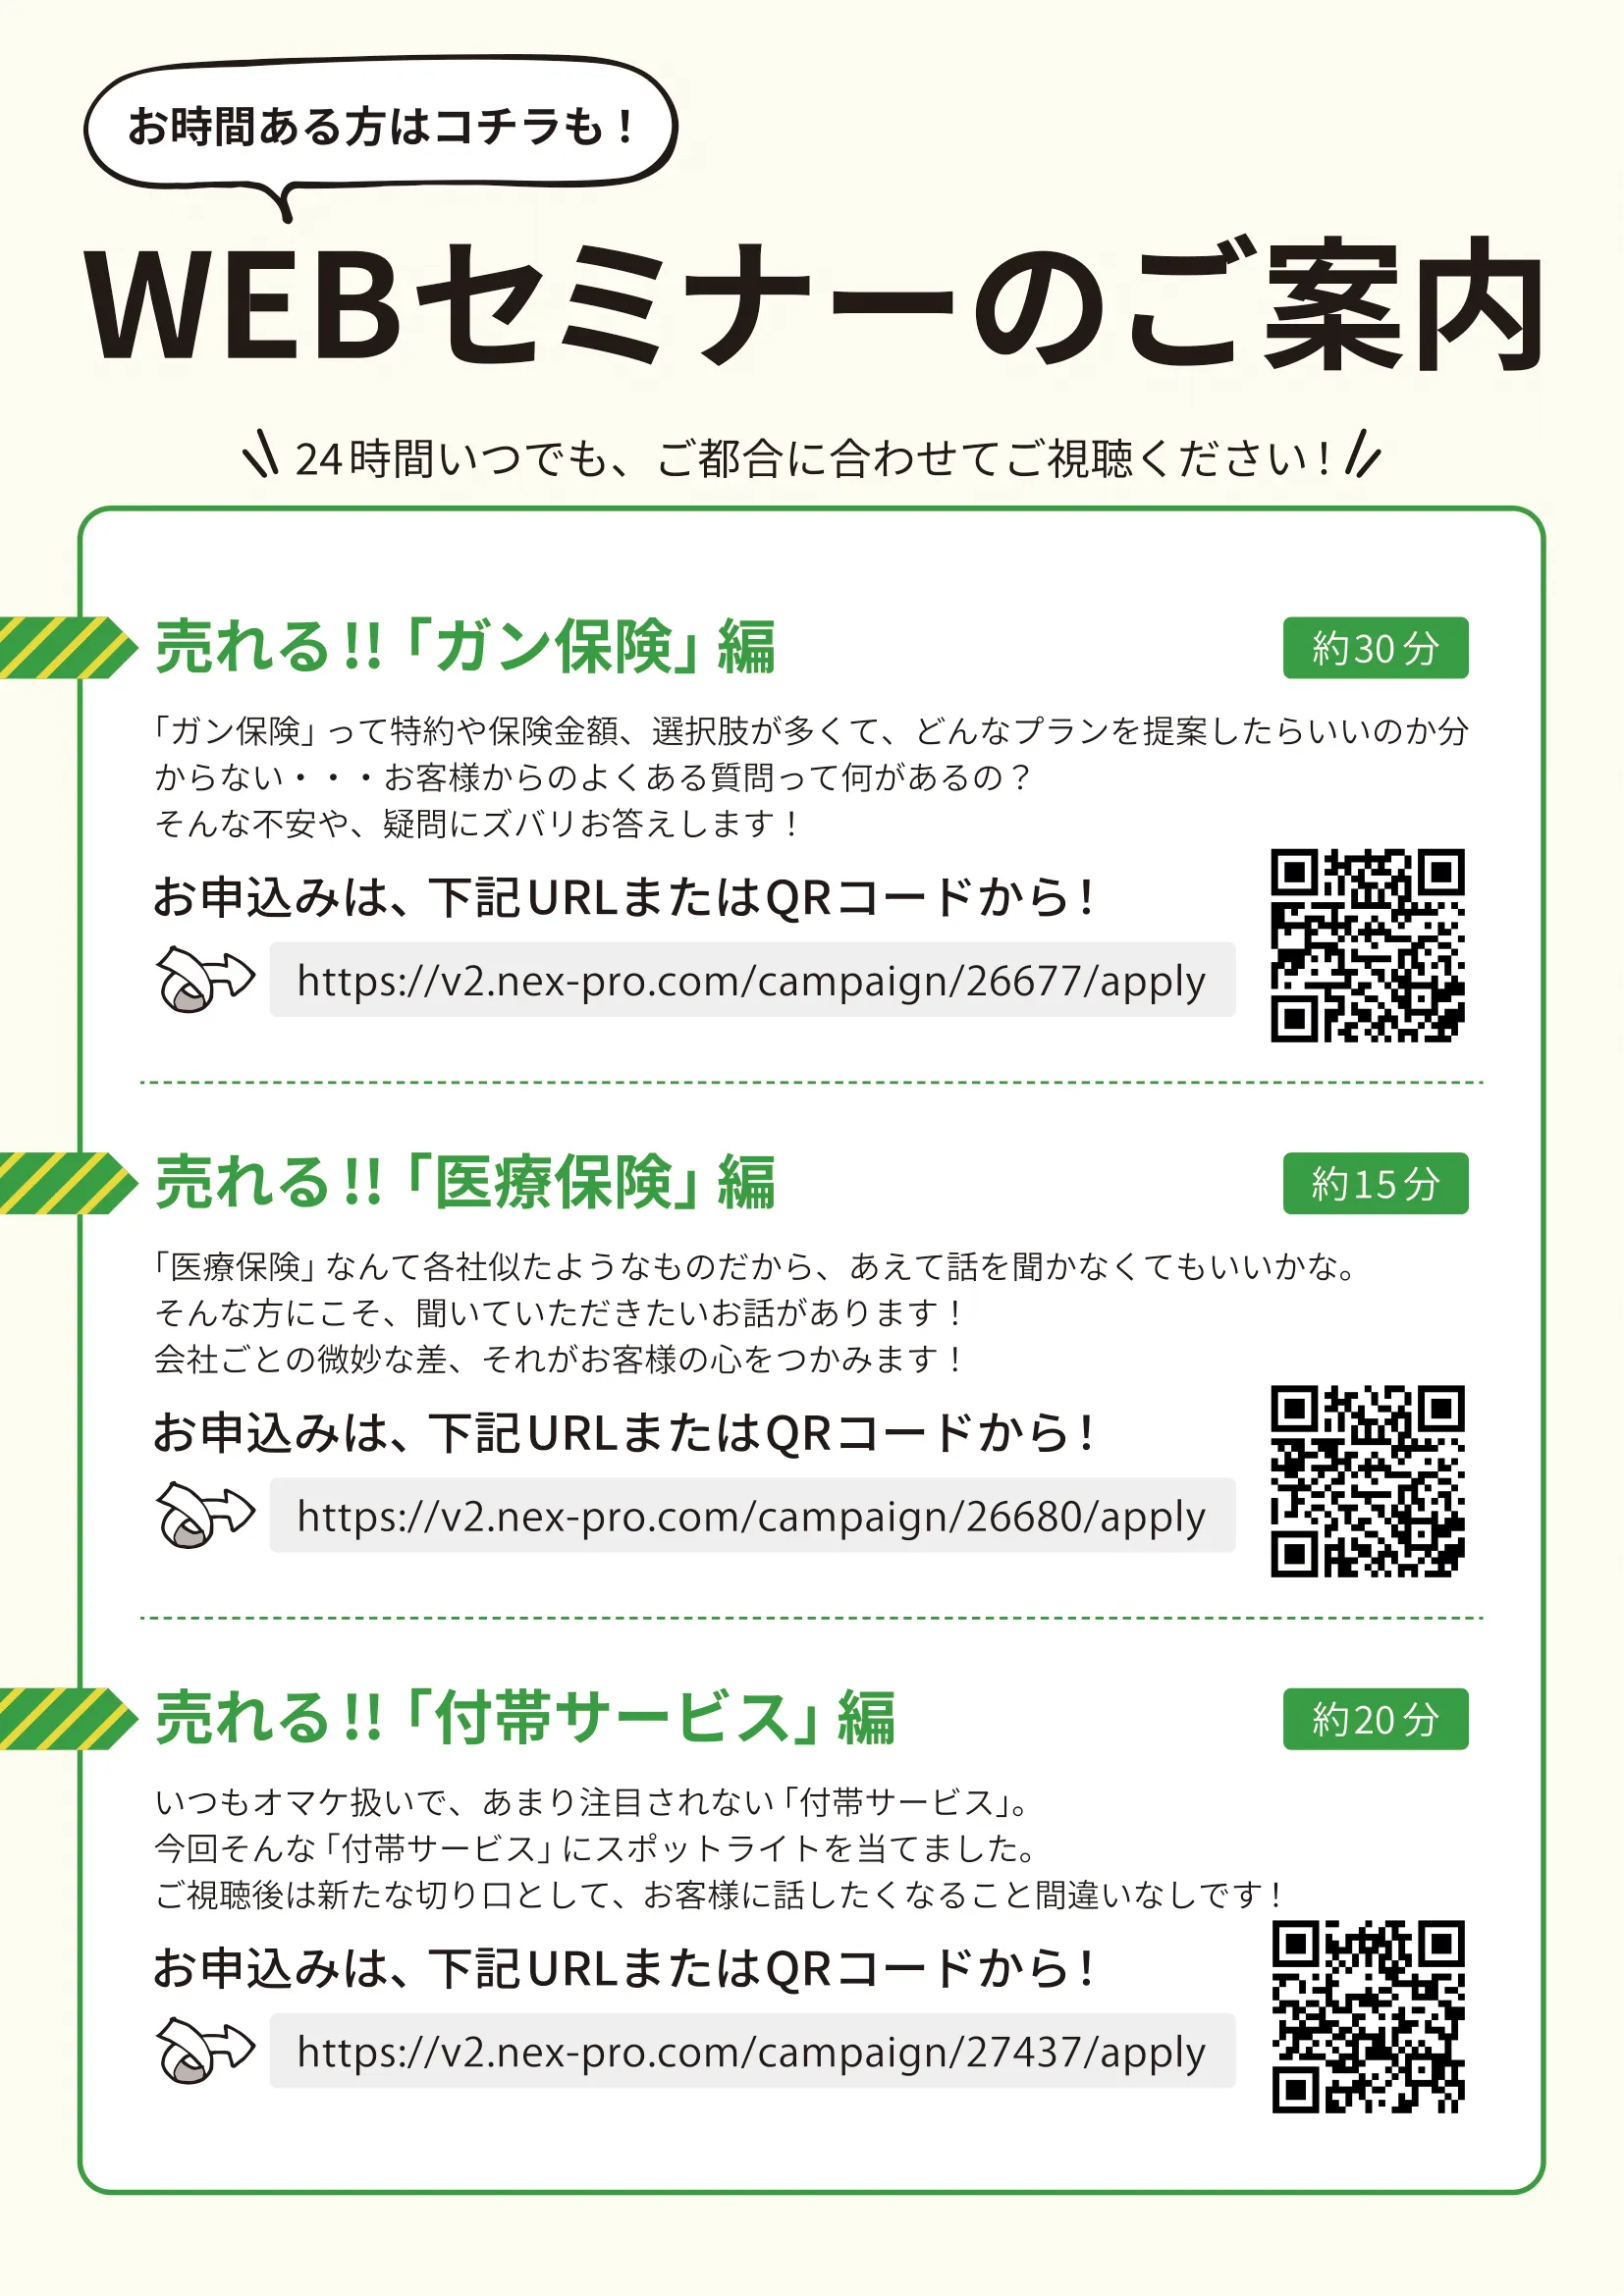 お時間ある方はコチラも！
WEBセミナーのご案内
24時間いつでも、ご都合に合わせてご視聴ください！
売れる!!「ガン保険」編
約30分
「ガン保険」って特約や保険金額、選択肢が多くて、どんなプランを提案したらいいのか分
からない・・・お客様からのよくある質問って何があるの？
そんな不安や、疑問にズバリお答えします！
お申込みは、下記URLまたはQRコードから！
https://v2.nex-pro.com/campaign/26677/apply
売れる!!「医療保険」編
約15分
「医療保険」なんて各社似たようなものだから、あえて話を聞かなくてもいいかな。
そんな方にこそ、聞いていただきたいお話があります！
会社ごとの微妙な差、それがお客様の心をつかみます！
お申込みは、下記URLまたはQRコードから！
https://v2.nex-pro.com/campaign/26680/apply
売れる!!「付帯サービス」編
約20分
いつもオマケ扱いで、あまり注目されない「付帯サービス」。
今回そんな「付帯サービス」にスポットライトを当てました。
ご視聴後は新たな切り口として、お客様に話したくなること間違いなしです！
お申込みは、下記URLまたはQRコードから！
https://v2.nex-pro.com/campaign/27437/apply